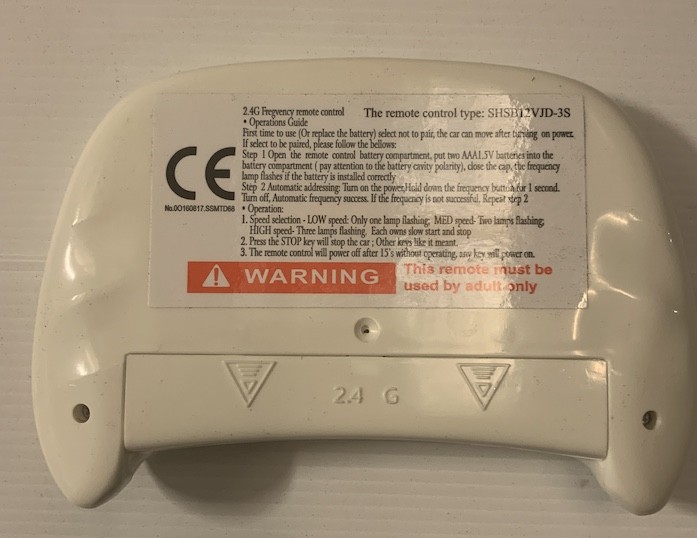 2.4G Fregvency remote control The remote control type: SHSB12VJD-3S
• Operations Guide
First time to use (Or replace the battery) select not to pair, the car can move after turning on power.
If select to be paired, please follow the bellows:
Step 1 Open the remote control battery compartment, put two AAA1.5V batteries into the
battery compartment ( pay attention to the battery cavity polarity), close the cap, the frequency
lamp flashes if the battery is installed correctly
Step 2 Automatic addressing: Turn on the power,Hold down the frequency button for 1 second.
Turn off, Automatic frequency success. If the frequency is not successful, Repeat step 2
• Operation:
1. Speed selection - LOW speed: Only one lamp flashing; MED speed- Two lamps flashing;
HIGH speed- Three lamps flashing. Each owns slow start and stop
2. Press the STOP key will stop the car ; Other keys like it meant.
3. The remote control will power off after 15's without operating, any key will power on.
CE
No.0O160817.SSMTD66
WARNING
This remote must be
used by adult only
2.4 G